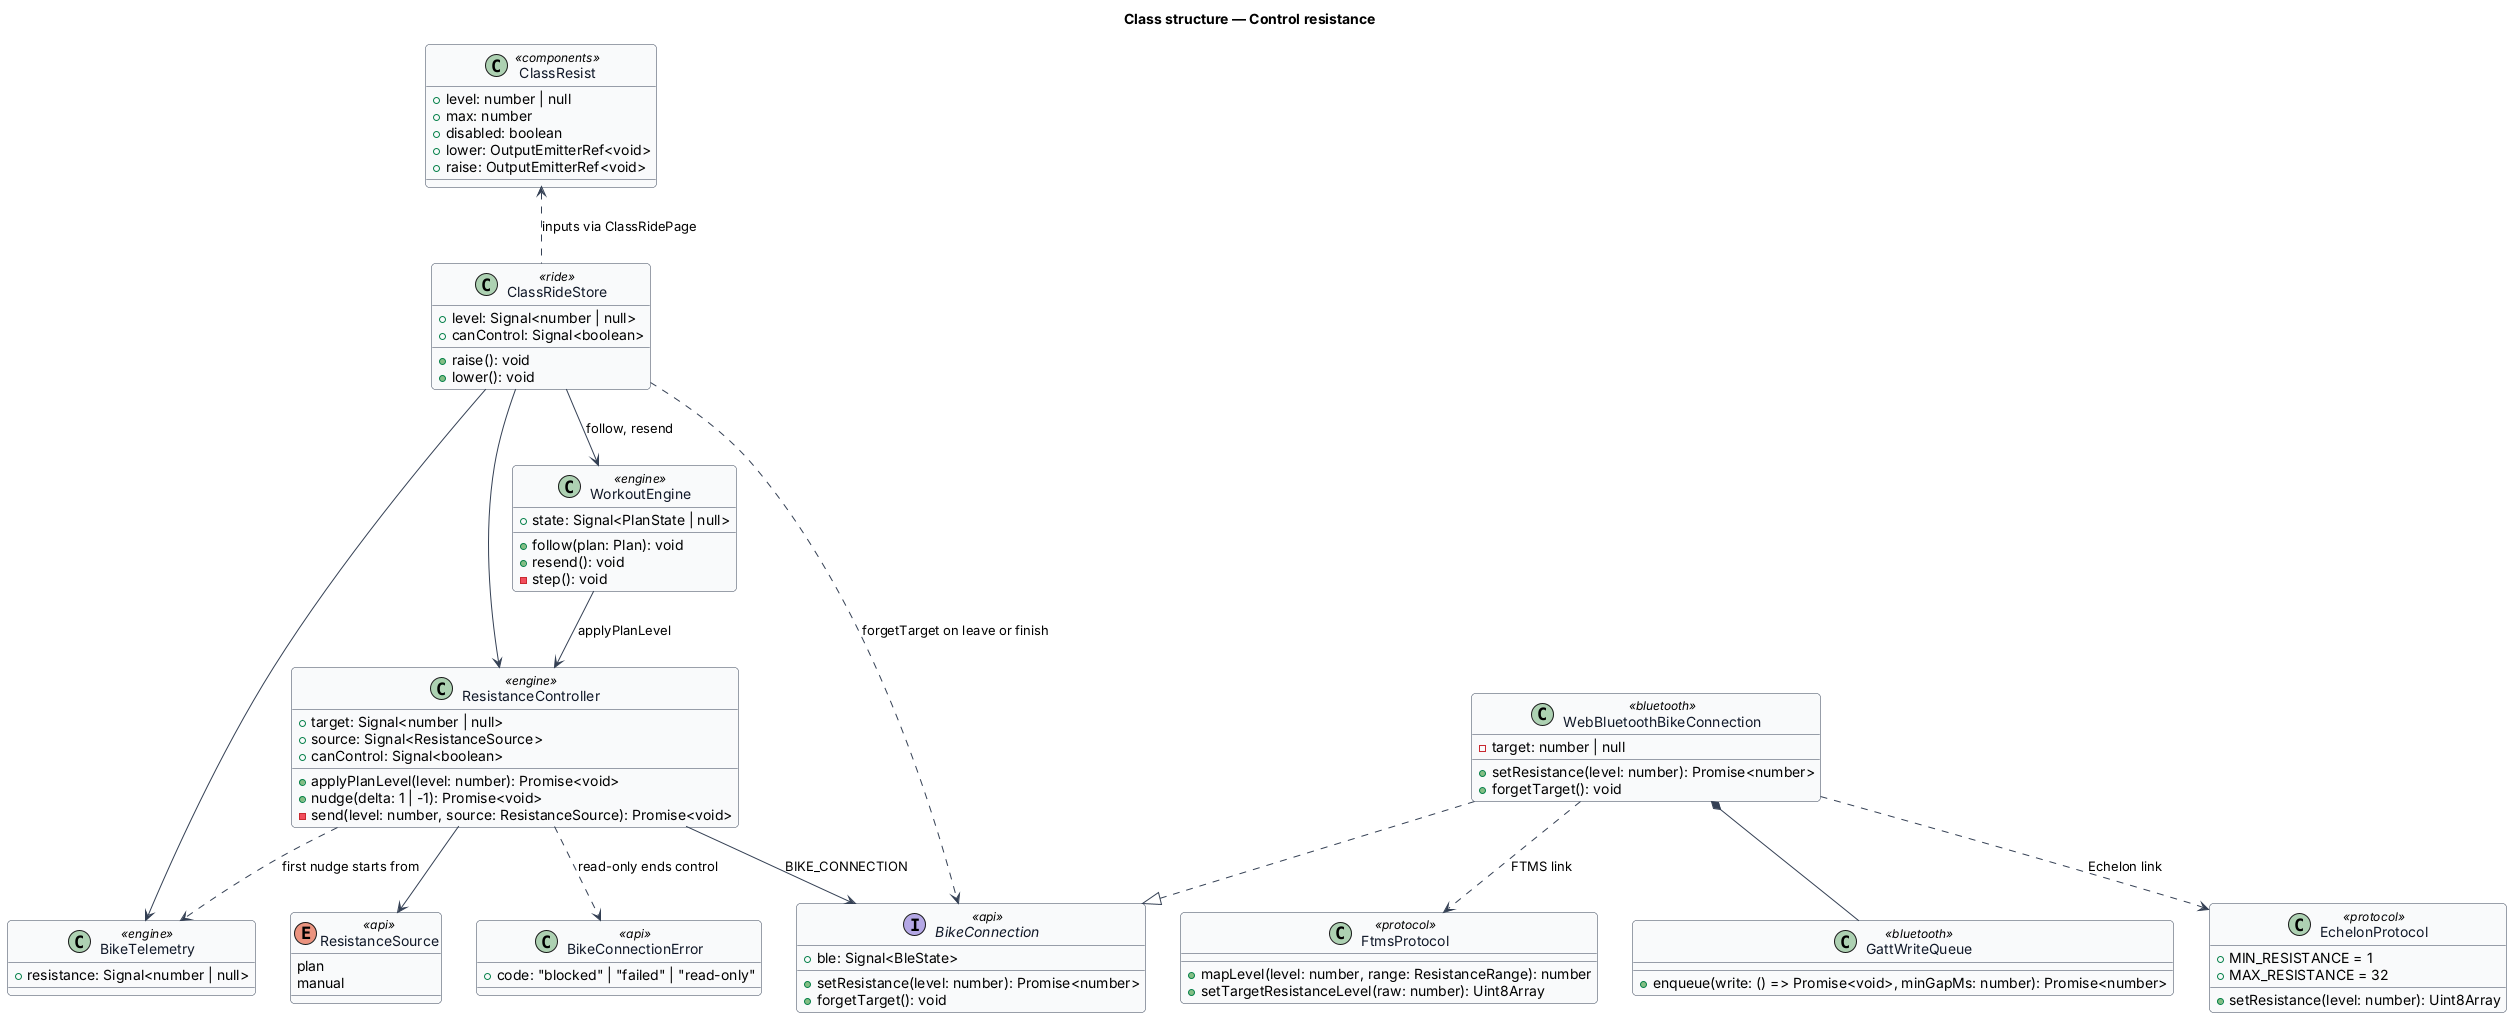 Class structure — Control resistance
«components»
C
ClassResist
level: number | null
max: number
disabled: boolean
lower: OutputEmitterRef<void>
raise: OutputEmitterRef<void>
inputs via ClassRidePage
«ride»
C
ClassRideStore
level: Signal<number | null>
canControl: Signal<boolean>
raise(): void
lower(): void
follow, resend
«engine»
C
WorkoutEngine
state: Signal<PlanState | null>
follow(plan: Plan): void
resend(): void
step(): void
applyPlanLevel
forgetTarget on leave or finish
«engine»
C
ResistanceController
target: Signal<number | null>
source: Signal<ResistanceSource>
canControl: Signal<boolean>
applyPlanLevel(level: number): Promise<void>
nudge(delta: 1 | -1): Promise<void>
send(level: number, source: ResistanceSource): Promise<void>
«bluetooth»
C
WebBluetoothBikeConnection
target: number | null
setResistance(level: number): Promise<number>
forgetTarget(): void
first nudge starts from
read-only ends control
BIKE_CONNECTION
FTMS link
Echelon link
«engine»
C
BikeTelemetry
resistance: Signal<number | null>
«api»
E
ResistanceSource
plan
manual
«api»
C
BikeConnectionError
code: "blocked" | "failed" | "read-only"
«api»
I
BikeConnection
ble: Signal<BleState>
setResistance(level: number): Promise<number>
forgetTarget(): void
«protocol»
C
FtmsProtocol
mapLevel(level: number, range: ResistanceRange): number
setTargetResistanceLevel(raw: number): Uint8Array
«bluetooth»
C
GattWriteQueue
enqueue(write: () => Promise<void>, minGapMs: number): Promise<number>
«protocol»
C
EchelonProtocol
MIN_RESISTANCE = 1
MAX_RESISTANCE = 32
setResistance(level: number): Uint8Array